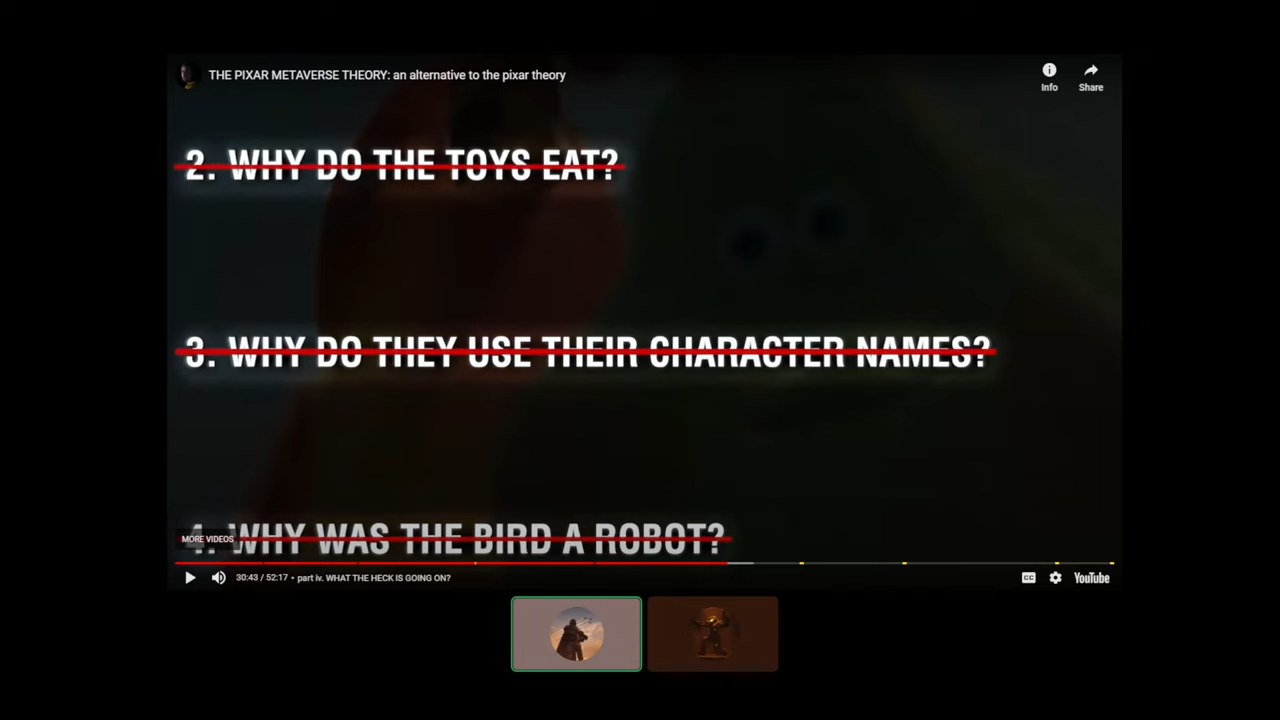 THE PIXAR METAVERSE THEORY: an alternative to the pixar theory
Info
Share
2. WHY DO THE TOYS EAT?
3. WHY DO THEY USE THEIR CHARACTER NAMES?
4. WHY WAS THE BIRD A ROBOT?
MORE VIDEOS
30:43 / 52:17 • part iv. WHAT THE HECK IS GOING ON?
CC
YouTube